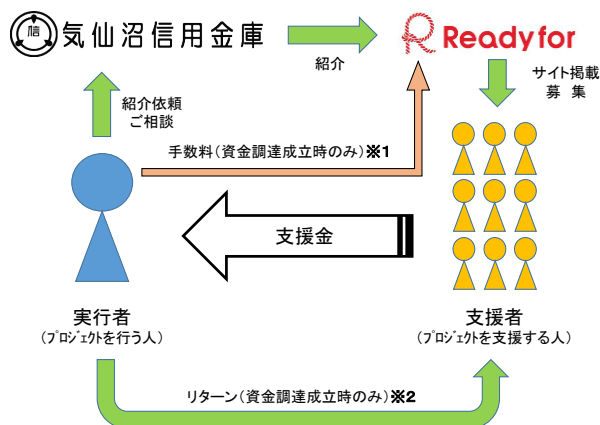 信 気仙沼信用金庫
Readyfor
紹介
サイト掲載
募 集
紹介依頼
ご相談
手数料(資金調達成立時のみ)※1
支援金
実行者
(プロジェクトを行う人)
支援者
(プロジェクトを支援する人)
リターン(資金調達成立時のみ)※2